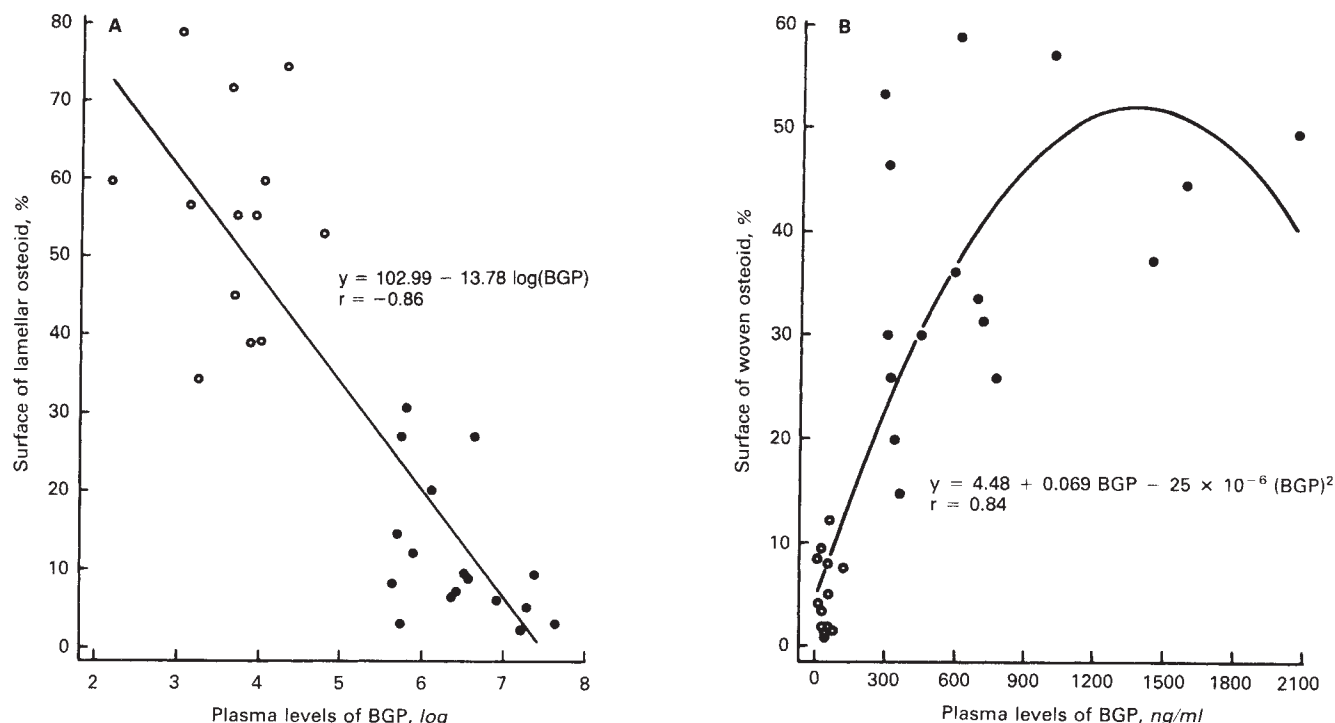 A
80
70
60
50
40
30
20
10
0
Surface of lamellar osteoid, %
y = 102.99 − 13.78 log(BGP)
r = −0.86
2 3 4 5 6 7 8
Plasma levels of BGP, log
B
60
50
40
30
20
10
0
Surface of woven osteoid, %
y = 4.48 + 0.069 BGP − 25 × 10⁻⁶ (BGP)²
r = 0.84
0 300 600 900 1200 1500 1800 2100
Plasma levels of BGP, ng/ml